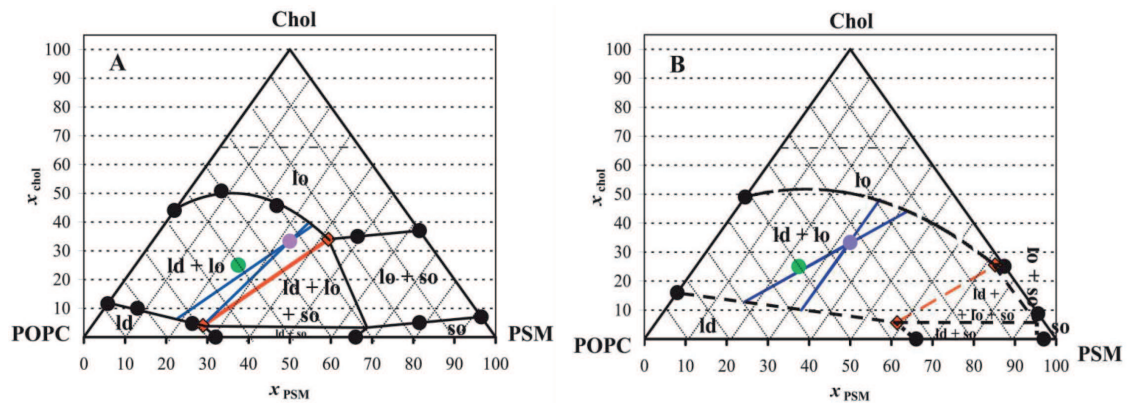 Chol
A
100
90
80
70
60
50
40
30
20
10
0
x chol
lo
ld + lo
ld + lo
+ so
ld + so
lo + so
ld
so
POPC
PSM
0 10 20 30 40 50 60 70 80 90 100
x PSM
Chol
B
100
90
80
70
60
50
40
30
20
10
0
x chol
lo
ld + lo
lo + so
ld +
+ lo + so
ld + so
ld
so
POPC
PSM
0 10 20 30 40 50 60 70 80 90 100
x PSM